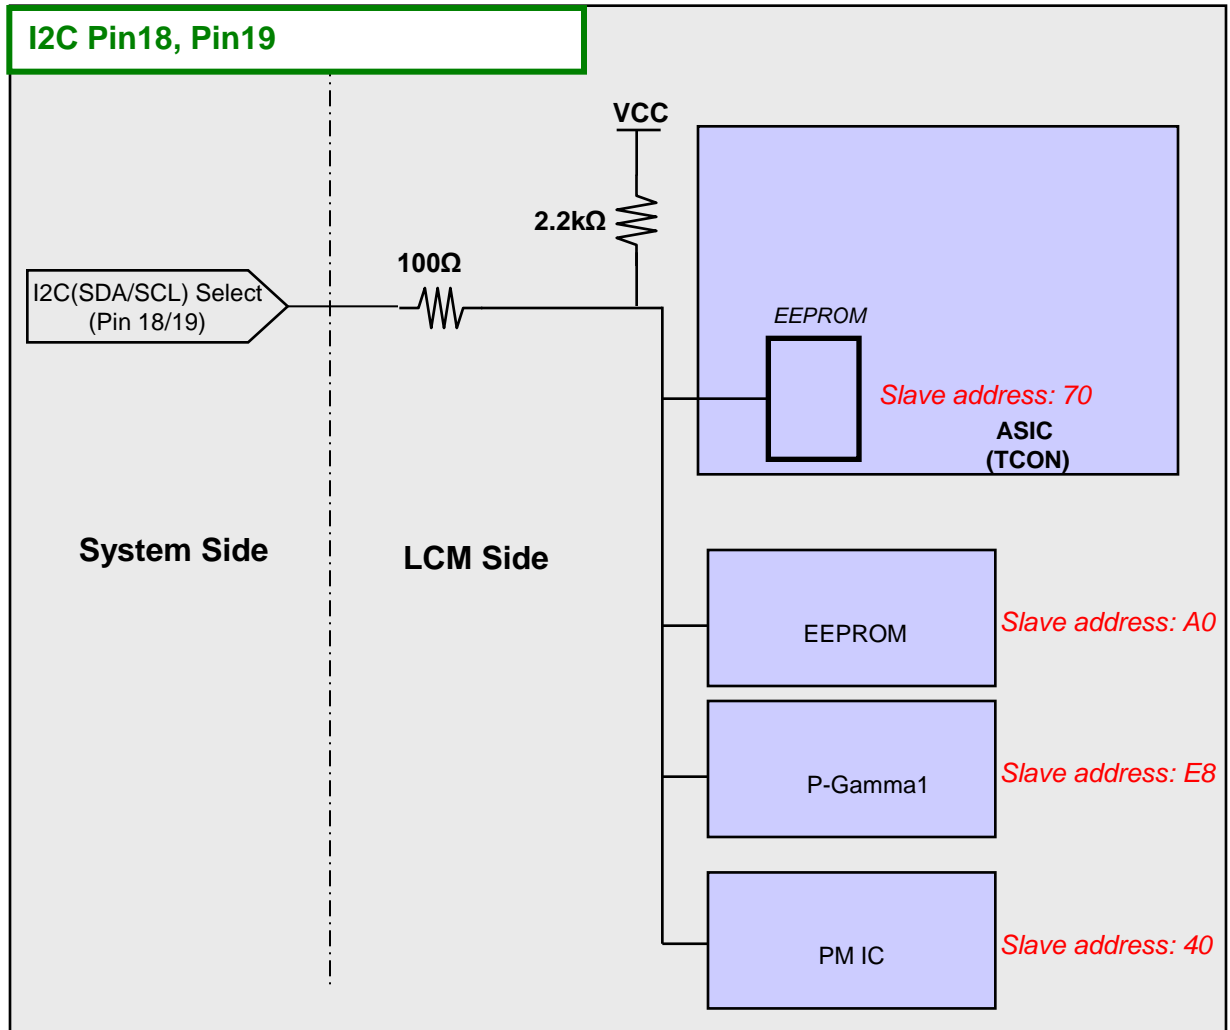 I2C Pin18, Pin19
VCC
2.2kΩ
100Ω
I2C(SDA/SCL) Select
(Pin 18/19)
EEPROM
Slave address: 70
ASIC
(TCON)
System Side
LCM Side
EEPROM
Slave address: A0
P-Gamma1
Slave address: E8
PM IC
Slave address: 40